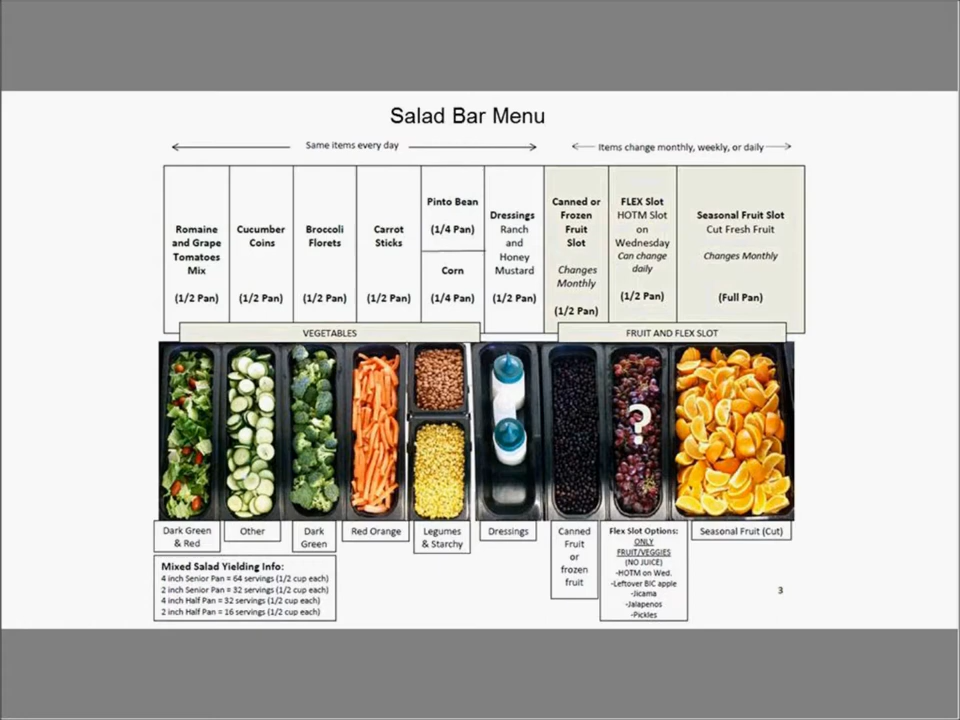 Salad Bar Menu
Same items every day
Items change monthly, weekly, or daily
Romaine
and Grape
Tomatoes
Mix
(1/2 Pan)
Cucumber
Coins
(1/2 Pan)
Broccoli
Florets
(1/2 Pan)
Carrot
Sticks
(1/2 Pan)
Pinto Bean
(1/4 Pan)
Corn
(1/4 Pan)
Dressings
Ranch
and
Honey
Mustard
(1/2 Pan)
Canned or
Frozen
Fruit
Slot
Changes
Monthly
(1/2 Pan)
FLEX Slot
HOTM Slot
on
Wednesday
Can change
daily
(1/2 Pan)
Seasonal Fruit Slot
Cut Fresh Fruit
Changes Monthly
(Full Pan)
VEGETABLES
FRUIT AND FLEX SLOT
?
Dark Green
& Red
Other
Dark
Green
Red Orange
Legumes
& Starchy
Dressings
Canned
Fruit
or
frozen
fruit
Flex Slot Options:
ONLY
FRUIT/VEGGIES
(NO JUICE)
-HOTM on Wed.
-Leftover BIC apple
-Jicama
-Jalapenos
-Pickles
Seasonal Fruit (Cut)
Mixed Salad Yielding Info:
4 inch Senior Pan = 64 servings (1/2 cup each)
2 inch Senior Pan = 32 servings (1/2 cup each)
4 inch Half Pan = 32 servings (1/2 cup each)
2 inch Half Pan = 16 servings (1/2 cup each)
3